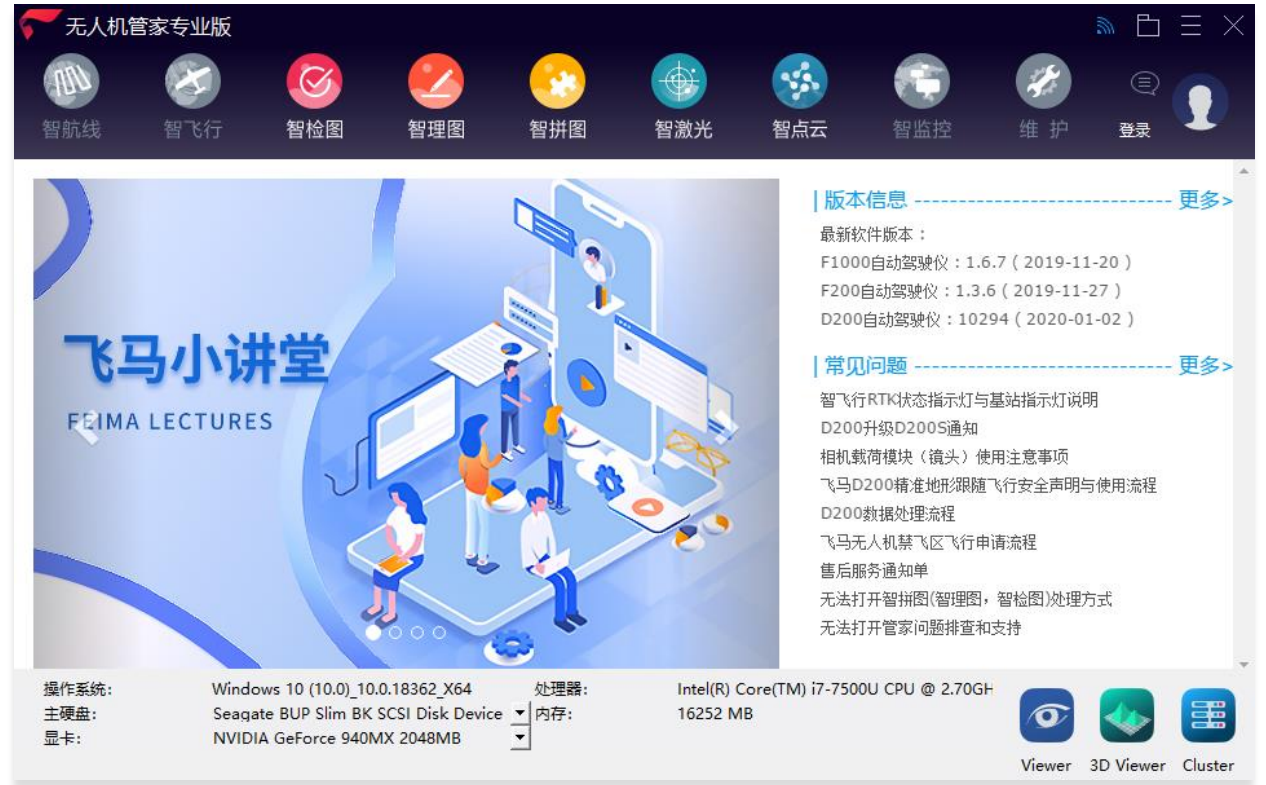 无人机管家专业版
智航线 智飞行 智检图 智理图 智拼图 智激光 智点云 智监控 维 护 登录
飞马小讲堂
FEIMA LECTURES
版本信息 ----------------------------- 更多>
最新软件版本：
F1000自动驾驶仪：1.6.7（2019-11-20）
F200自动驾驶仪：1.3.6（2019-11-27）
D200自动驾驶仪：10294（2020-01-02）
常见问题 ----------------------------- 更多>
智飞行RTK状态指示灯与基站指示灯说明
D200升级D200S通知
相机载荷模块（镜头）使用注意事项
飞马D200精准地形跟随飞行安全声明与使用流程
D200数据处理流程
飞马无人机禁飞区飞行申请流程
售后服务通知单
无法打开智拼图(智理图，智检图)处理方式
无法打开管家问题排查和支持
操作系统: Windows 10 (10.0)_10.0.18362_X64 处理器: Intel(R) Core(TM) i7-7500U CPU @ 2.70GH
主硬盘: Seagate BUP Slim BK SCSI Disk Device 内存: 16252 MB
显卡: NVIDIA GeForce 940MX 2048MB
Viewer 3D Viewer Cluster